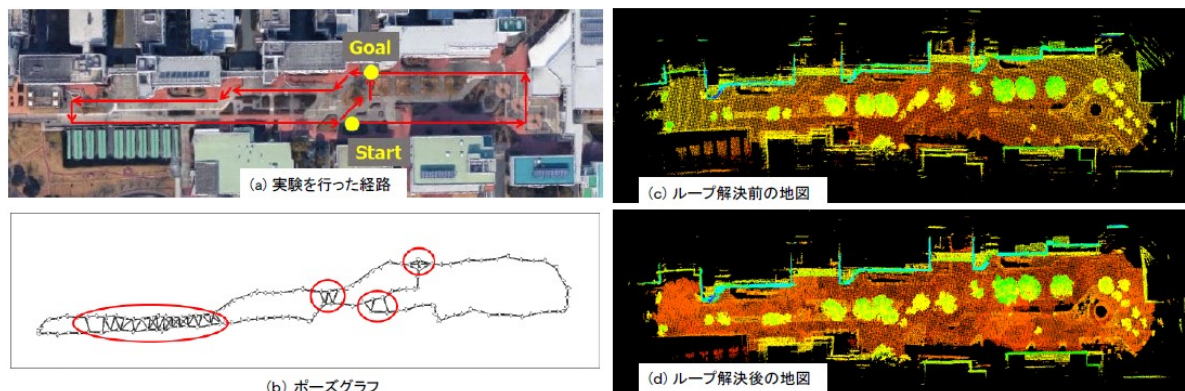 Goal
Start
(a) 実験を行った経路
(b) ポーズグラフ
(c) ループ解決前の地図
(d) ループ解決後の地図